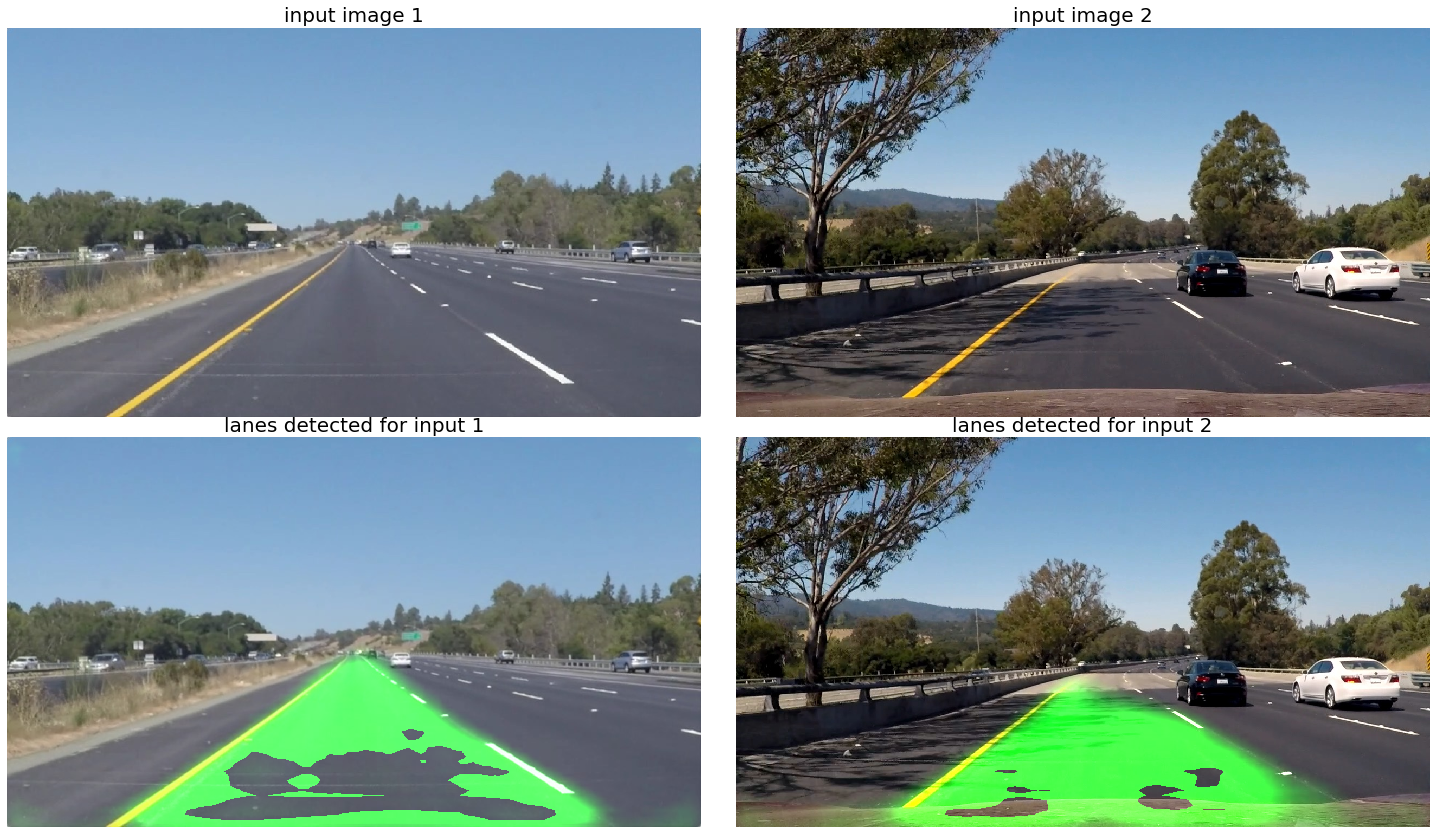 input image 1
input image 2
lanes detected for input 1
lanes detected for input 2